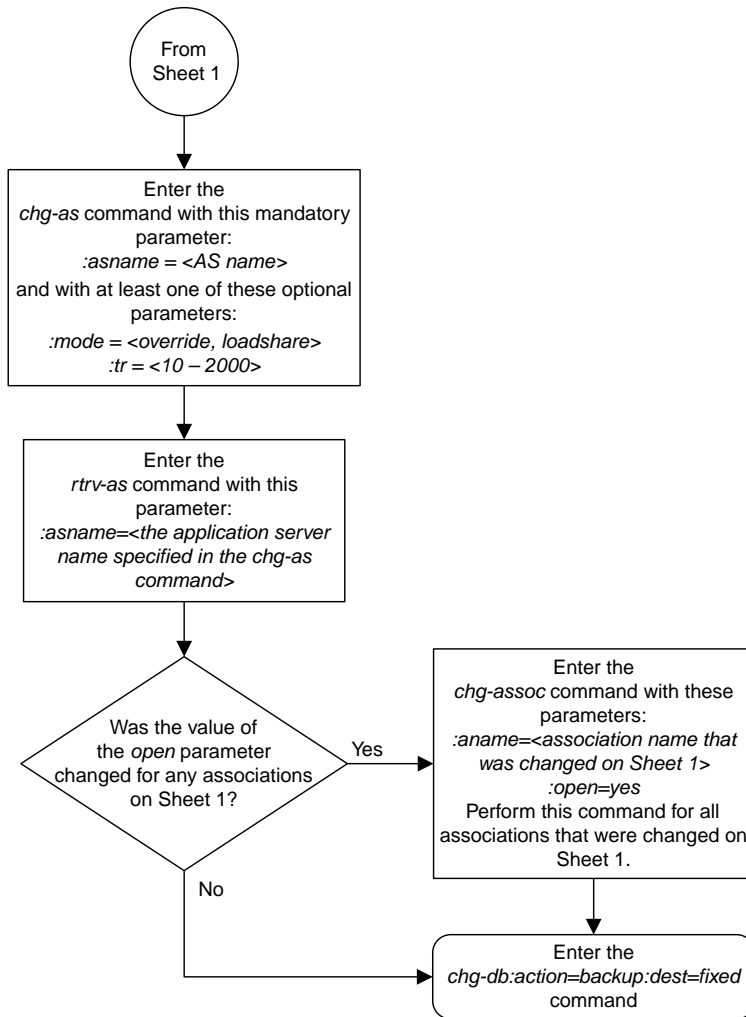 From
Sheet 1
Enter the
chg-as command with this mandatory
parameter:
:asname = <AS name>
and with at least one of these optional
parameters:
:mode = <override, loadshare>
:tr = <10 – 2000>
Enter the
rtrv-as command with this
parameter:
:asname=<the application server
name specified in the chg-as
command>
Was the value of
the open parameter
changed for any associations
on Sheet 1?
Yes
No
Enter the
chg-assoc command with these
parameters:
:aname=<association name that
was changed on Sheet 1>
:open=yes
Perform this command for all
associations that were changed on
Sheet 1.
Enter the
chg-db:action=backup:dest=fixed
command